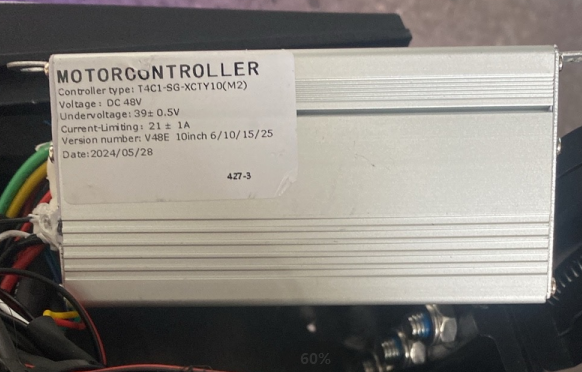 MOTORCONTROLLER
Controller type: T4C1-SG-XCTY10(M2)
Voltage: DC 48V
Undervoltage: 39± 0.5V
Current-Limiting: 21 ± 1A
Version number: V48E 10inch 6/10/15/25
Date:2024/05/28
427-3
60%